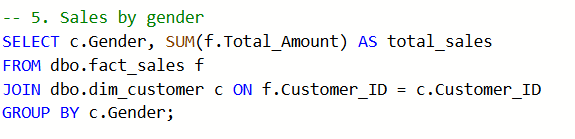 -- 5. Sales by gender
SELECT c.Gender, SUM(f.Total_Amount) AS total_sales
FROM dbo.fact_sales f
JOIN dbo.dim_customer c ON f.Customer_ID = c.Customer_ID
GROUP BY c.Gender;